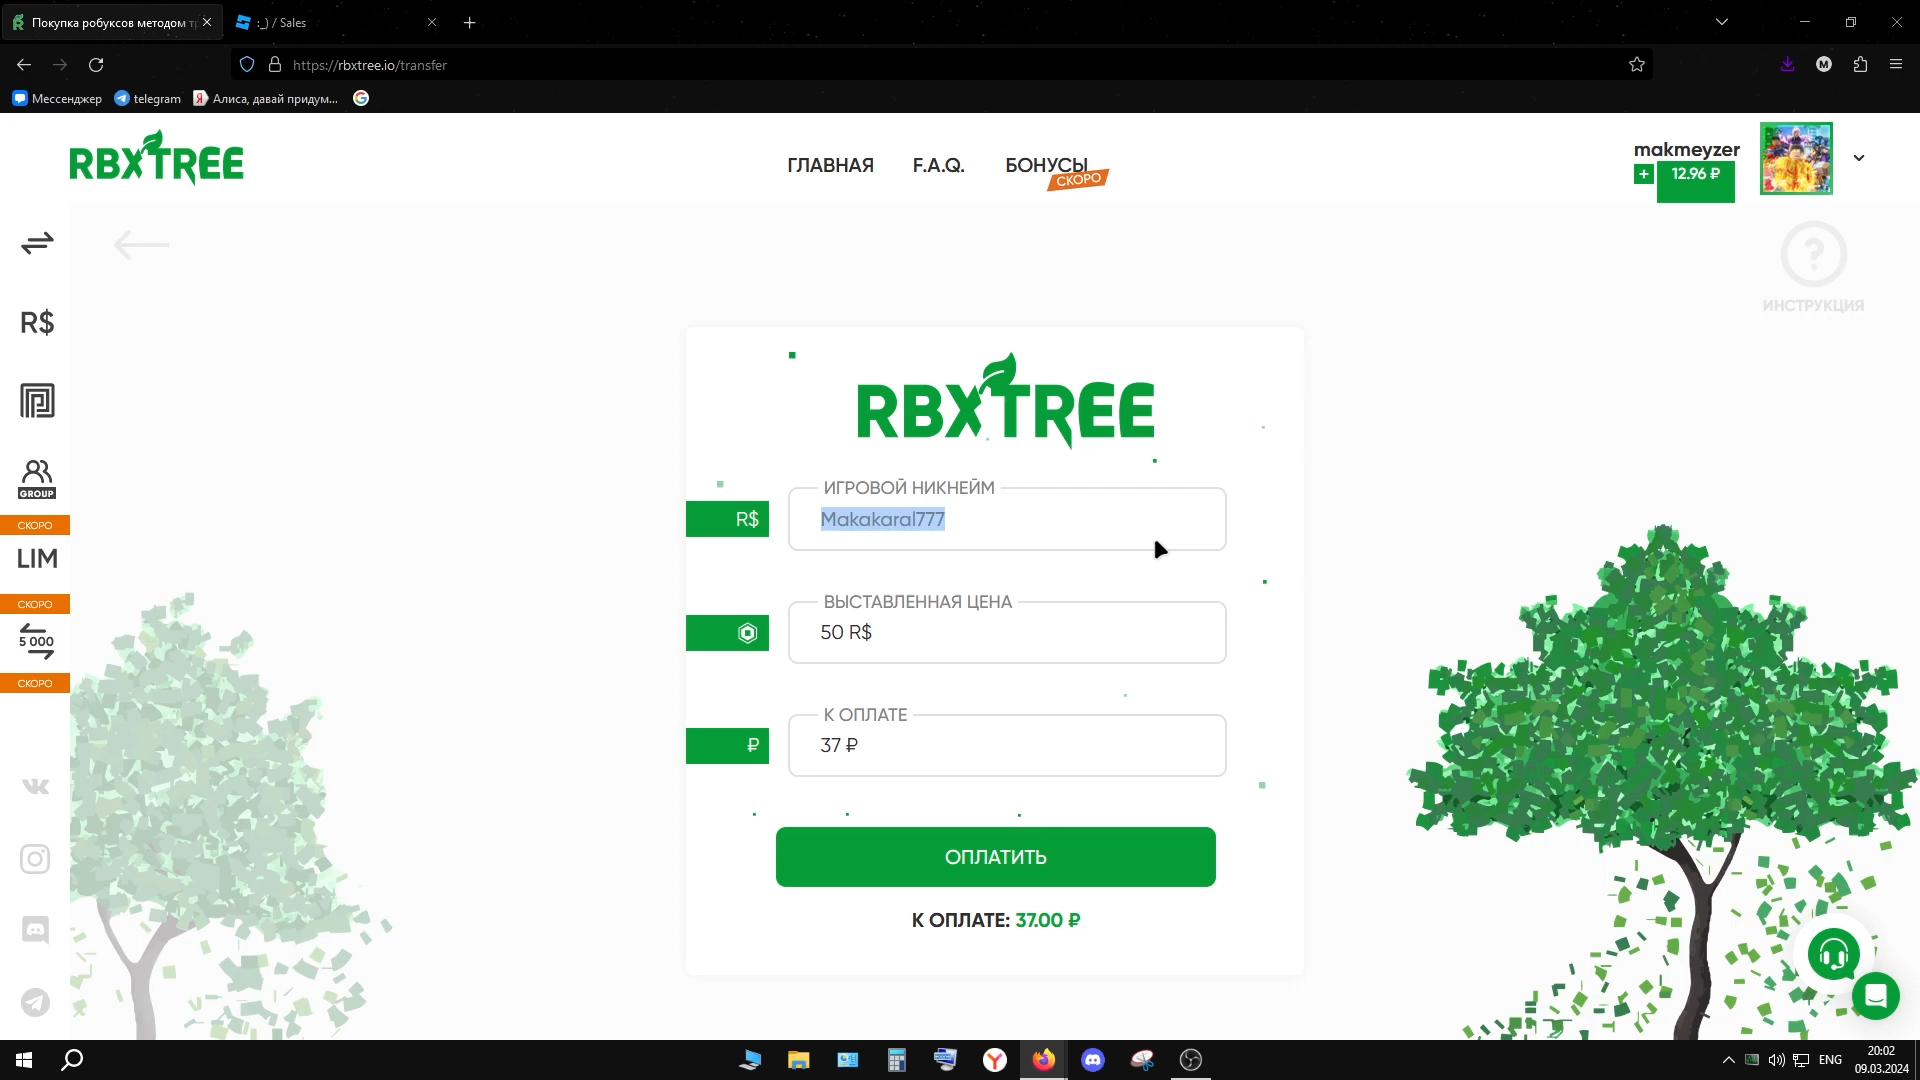 Покупка робуксов методом т
:_) / Sales
https://rbxtree.io/transfer
M
Мессенджер
telegram
Алиса, давай придум...
RBXTREE
ГЛАВНАЯ
F.A.Q.
БОНУСЫ
СКОРО
makmeyzer
+ 12.96 ₽
R$
GROUP
СКОРО
LIM
СКОРО
5 000
СКОРО
?
ИНСТРУКЦИЯ
RBXTREE
ИГРОВОЙ НИКНЕЙМ
R$
Makakaral777
ВЫСТАВЛЕННАЯ ЦЕНА
50 R$
К ОПЛАТЕ
₽
37 ₽
ОПЛАТИТЬ
К ОПЛАТЕ: 37.00 ₽
ENG
20:02
09.03.2024